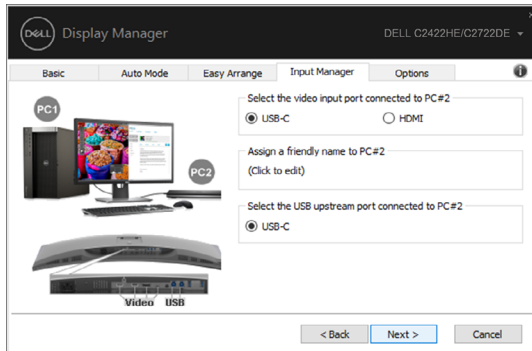 DELL Display Manager
DELL C2422HE/C2722DE
Basic Auto Mode Easy Arrange Input Manager Options
PC1
PC2
Video USB
Select the video input port connected to PC#2
USB-C HDMI
Assign a friendly name to PC#2
(Click to edit)
Select the USB upstream port connected to PC#2
USB-C
< Back Next > Cancel